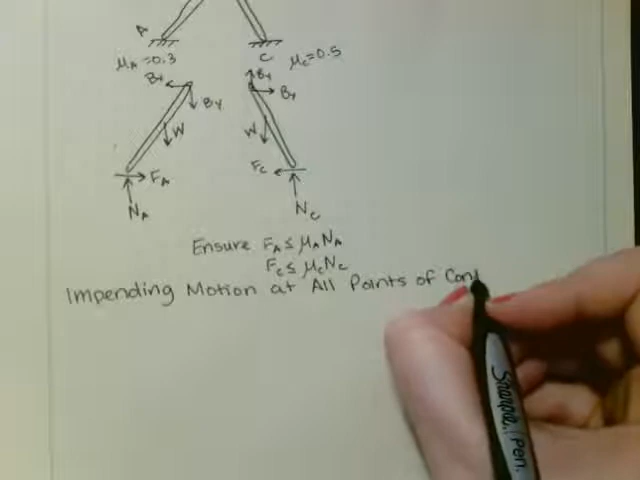 A
C
μA=0.3
μC=0.5
By
By
Bx
By
W
W
FA
FC
NA
NC
Ensure FA ≤ μANA
FC ≤ μCNC
Impending Motion at All Points of Con
Sharpie. Pen.